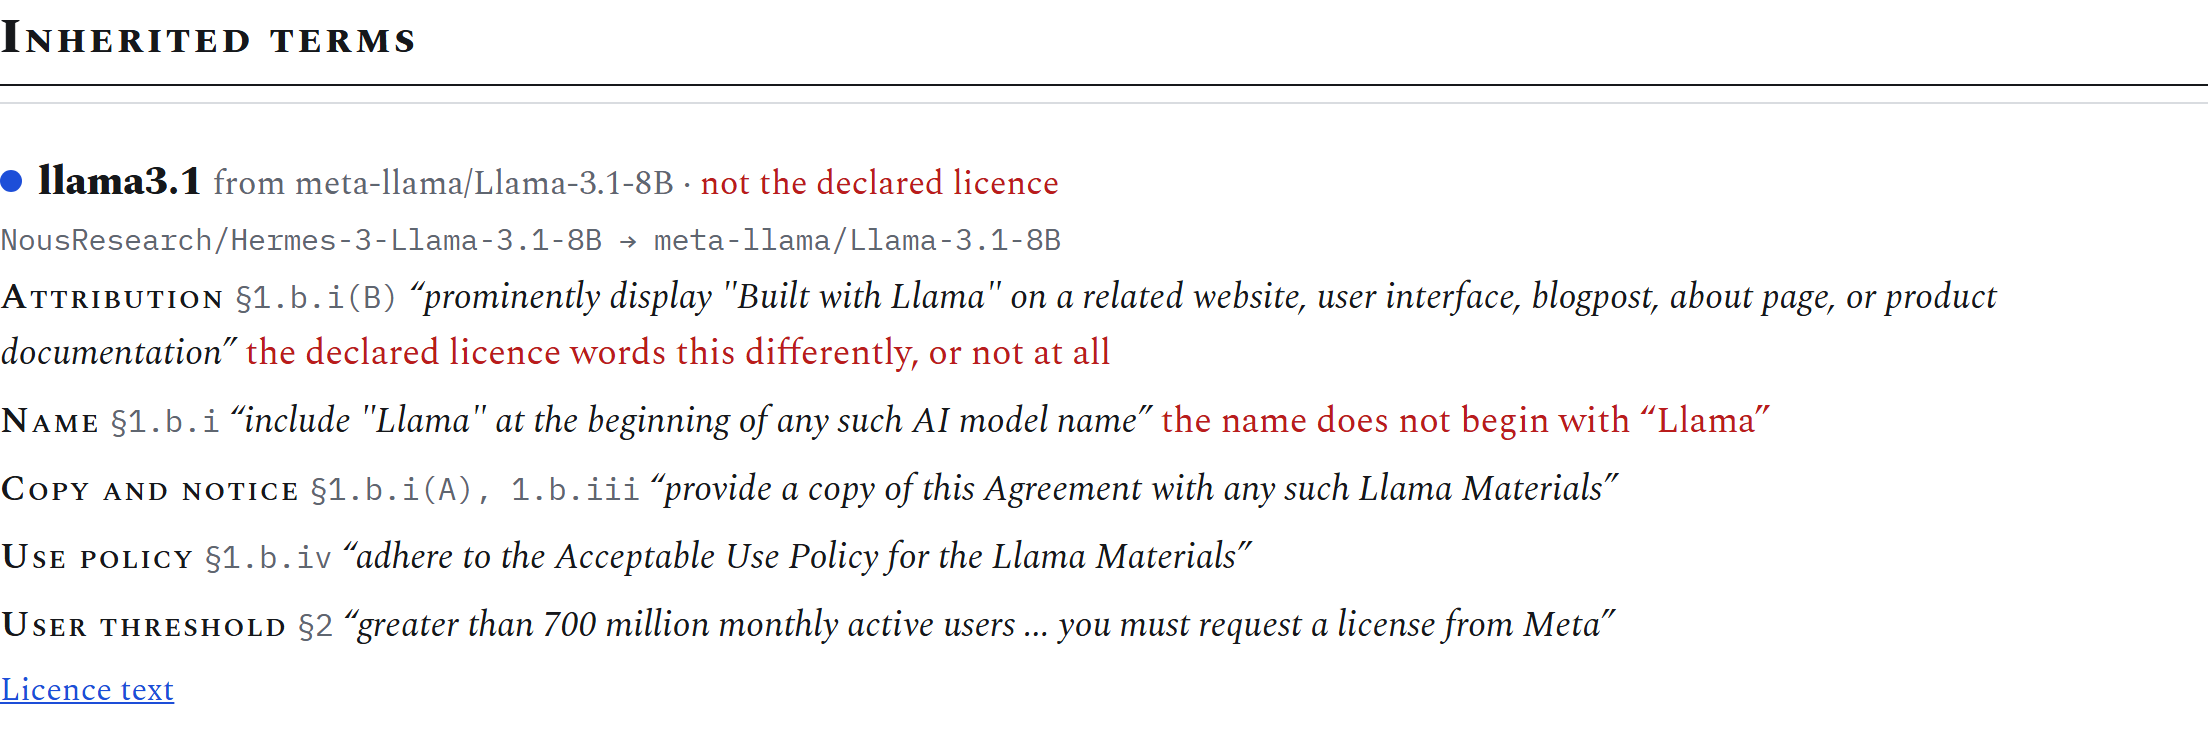 Inherited terms
llama3.1 from meta-llama/Llama-3.1-8B · not the declared licence
NousResearch/Hermes-3-Llama-3.1-8B → meta-llama/Llama-3.1-8B
Attribution §1.b.i(B) “prominently display "Built with Llama" on a related website, user interface, blogpost, about page, or product
documentation” the declared licence words this differently, or not at all
Name §1.b.i “include "Llama" at the beginning of any such AI model name” the name does not begin with “Llama”
Copy and notice §1.b.i(A), 1.b.iii “provide a copy of this Agreement with any such Llama Materials”
Use policy §1.b.iv “adhere to the Acceptable Use Policy for the Llama Materials”
User threshold §2 “greater than 700 million monthly active users ... you must request a license from Meta”
Licence text